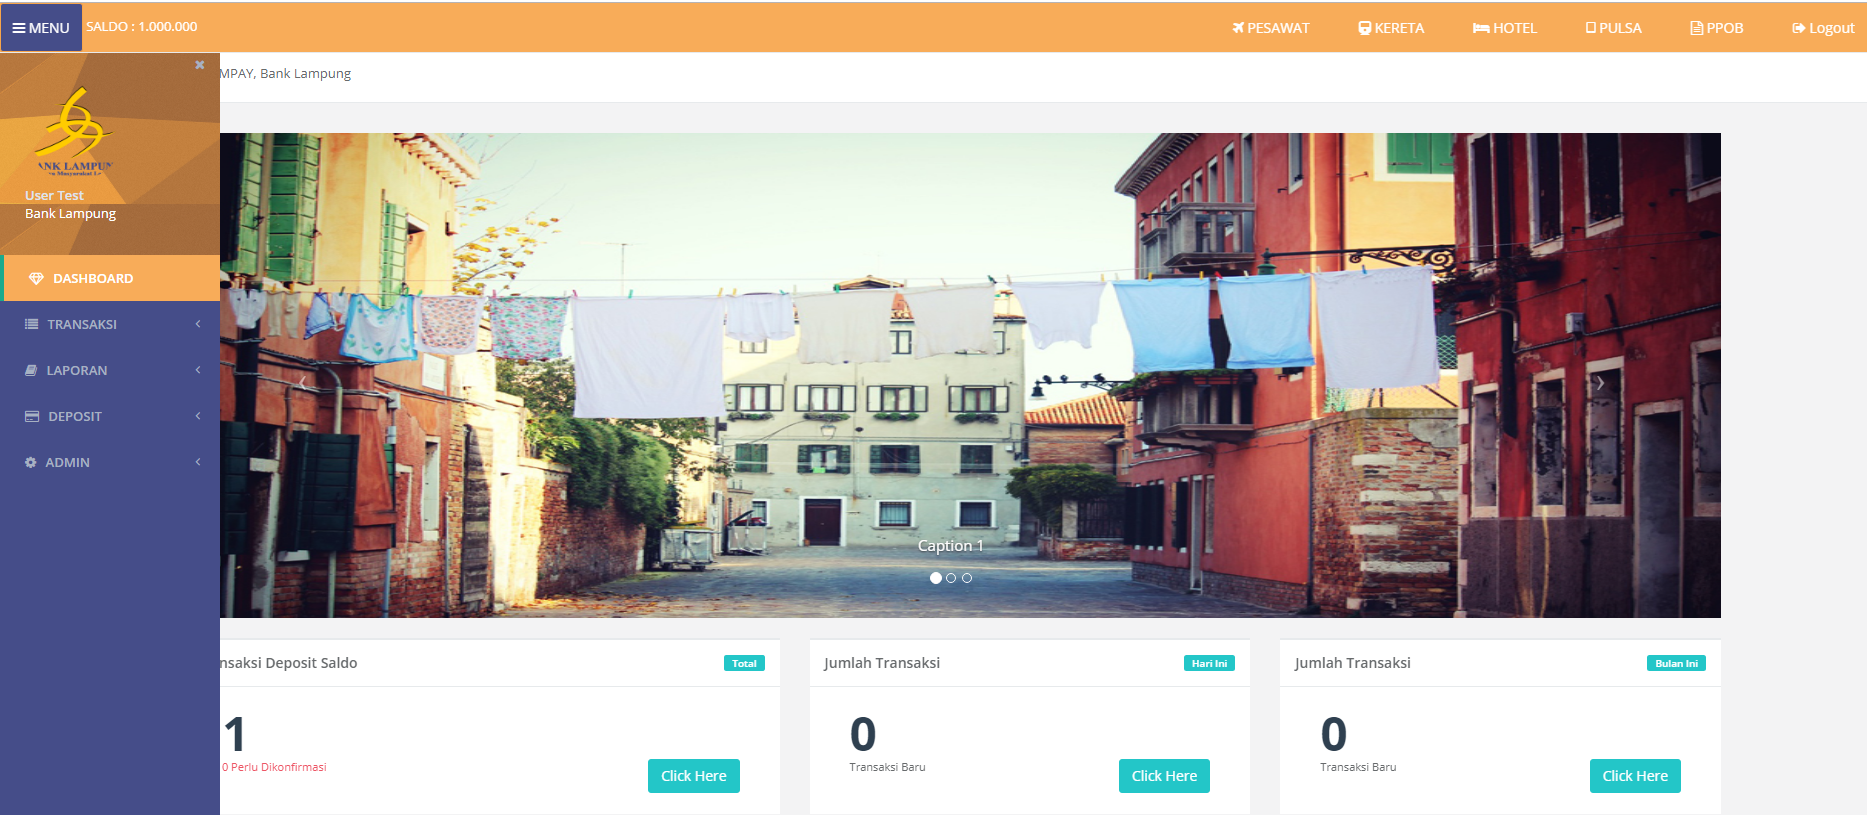 MENU
SALDO : 1.000.000
PESAWAT
KERETA
HOTEL
PULSA
PPOB
Logout
MPAY, Bank Lampung
ANK LAMPUN
User Test
Bank Lampung
DASHBOARD
TRANSAKSI
LAPORAN
DEPOSIT
ADMIN
Caption 1
nsaksi Deposit Saldo
Total
1
0 Perlu Dikonfirmasi
Click Here
Jumlah Transaksi
Hari Ini
0
Transaksi Baru
Click Here
Jumlah Transaksi
Bulan Ini
0
Transaksi Baru
Click Here